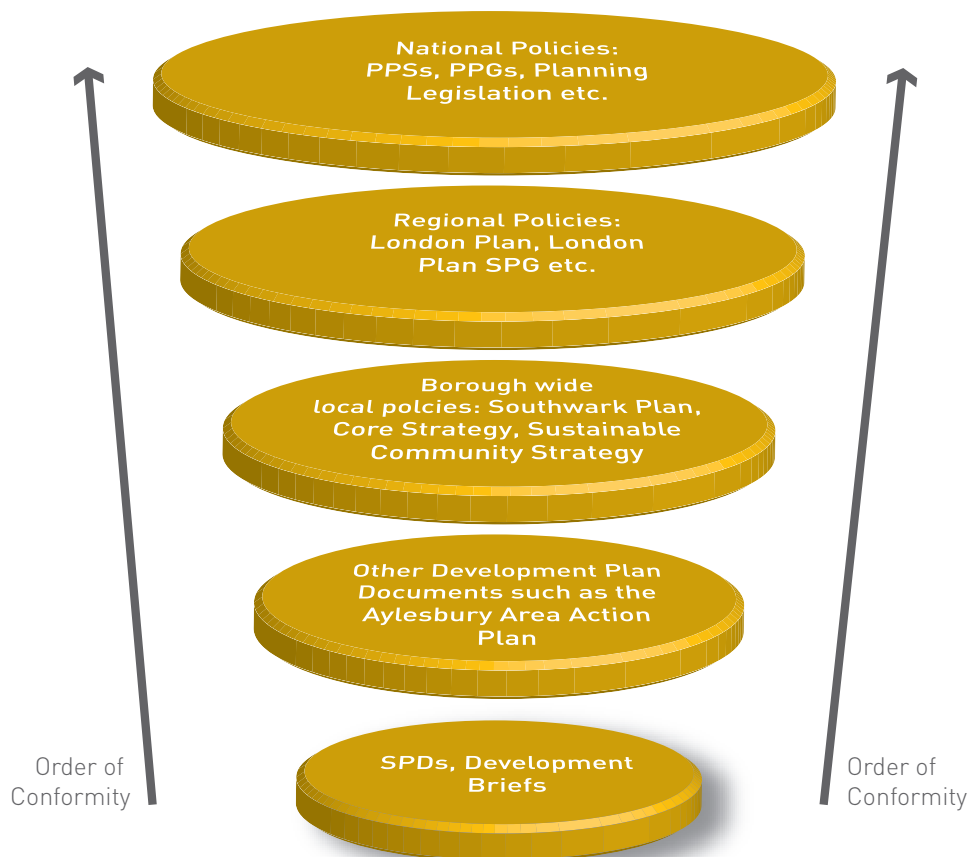 National Policies:
PPSs, PPGs, Planning
Legislation etc.
Regional Policies:
London Plan, London
Plan SPG etc.
Borough wide
local polcies: Southwark Plan,
Core Strategy, Sustainable
Community Strategy
Other Development Plan
Documents such as the
Aylesbury Area Action
Plan
SPDs, Development
Briefs
Order of
Conformity
Order of
Conformity